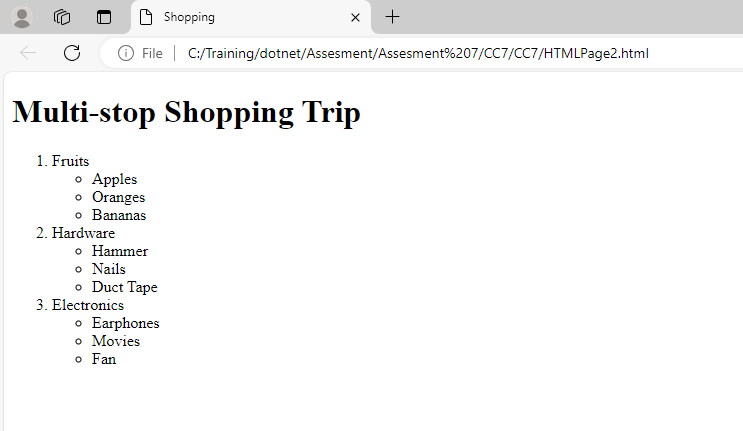 Shopping
File | C:/Training/dotnet/Assesment/Assesment%207/CC7/CC7/HTMLPage2.html
Multi-stop Shopping Trip
1. Fruits
Apples
Oranges
Bananas
2. Hardware
Hammer
Nails
Duct Tape
3. Electronics
Earphones
Movies
Fan